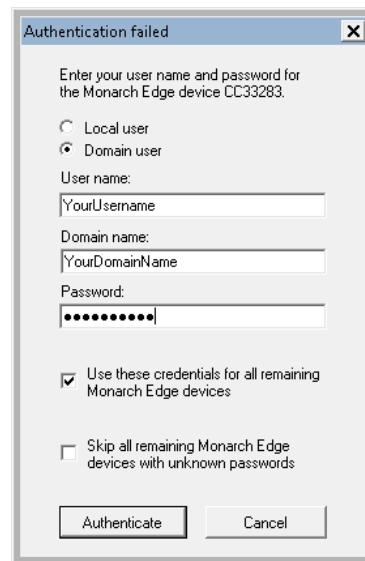 Authentication failed
Enter your user name and password for
the Monarch Edge device CC33283.
Local user
Domain user
User name:
YourUsername
Domain name:
YourDomainName
Password:
●●●●●●●●●●
Use these credentials for all remaining
Monarch Edge devices
Skip all remaining Monarch Edge
devices with unknown passwords
Authenticate
Cancel